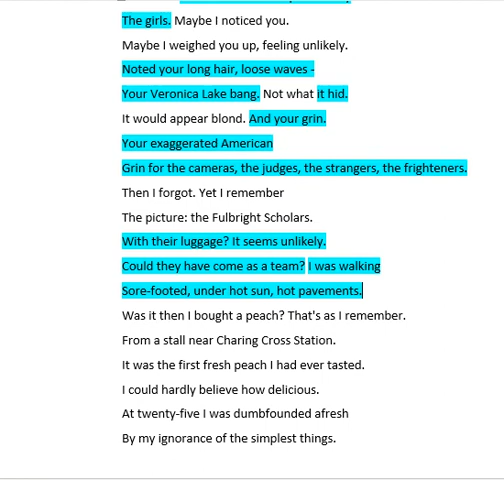 The girls. Maybe I noticed you.
Maybe I weighed you up, feeling unlikely.
Noted your long hair, loose waves -
Your Veronica Lake bang. Not what it hid.
It would appear blond. And your grin.
Your exaggerated American
Grin for the cameras, the judges, the strangers, the frighteners.
Then I forgot. Yet I remember
The picture: the Fulbright Scholars.
With their luggage? It seems unlikely.
Could they have come as a team? I was walking
Sore-footed, under hot sun, hot pavements.
Was it then I bought a peach? That's as I remember.
From a stall near Charing Cross Station.
It was the first fresh peach I had ever tasted.
I could hardly believe how delicious.
At twenty-five I was dumbfounded afresh
By my ignorance of the simplest things.